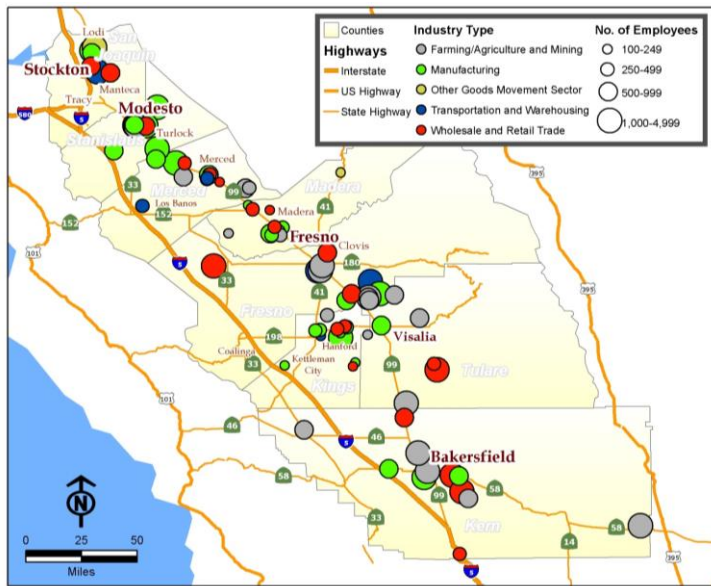 Counties
Highways
Interstate
US Highway
State Highway
Industry Type
Farming/Agriculture and Mining
Manufacturing
Other Goods Movement Sector
Transportation and Warehousing
Wholesale and Retail Trade
No. of Employees
100-249
250-499
500-999
1,000-4,999
Lodi
San
Joaquin
Stockton
Manteca
Tracy
580
5
Modesto
Turlock
Stanislaus
395
Merced
33
Merced
99
Madera
152
Los Banos
152
Madera
41
Fresno
Clovis
101
5
180
33
41
Fresno
395
198
Hanford
Visalia
Coalinga
33
Kettleman
City
Kings
99
Tulare
101
46
46
5
Bakersfield
58
99
58
Kern
58
33
14
5
N
0
25
50
Miles